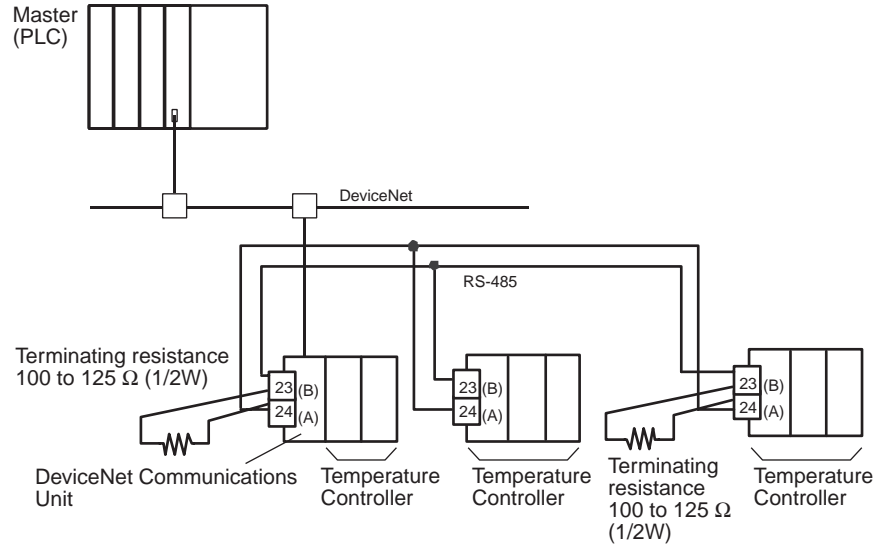 Master
(PLC)
DeviceNet
RS-485
Terminating resistance
100 to 125 Ω (1/2W)
23 (B)
24 (A)
23 (B)
24 (A)
23 (B)
24 (A)
DeviceNet Communications
Unit
Temperature
Controller
Temperature
Controller
Terminating
resistance
100 to 125 Ω
(1/2W)
Temperature
Controller